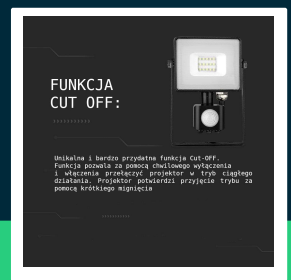 FUNKCJA
CUT OFF:
Unikalna i bardzo przydatna funkcja Cut-OFF.
Funkcja pozwala za pomocą chwilowego wyłączenia
i włączenia przełączyć projektor w tryb ciągłego
działania. Projektor potwierdzi przyjęcie trybu za
pomocą krótkiego mignięcia